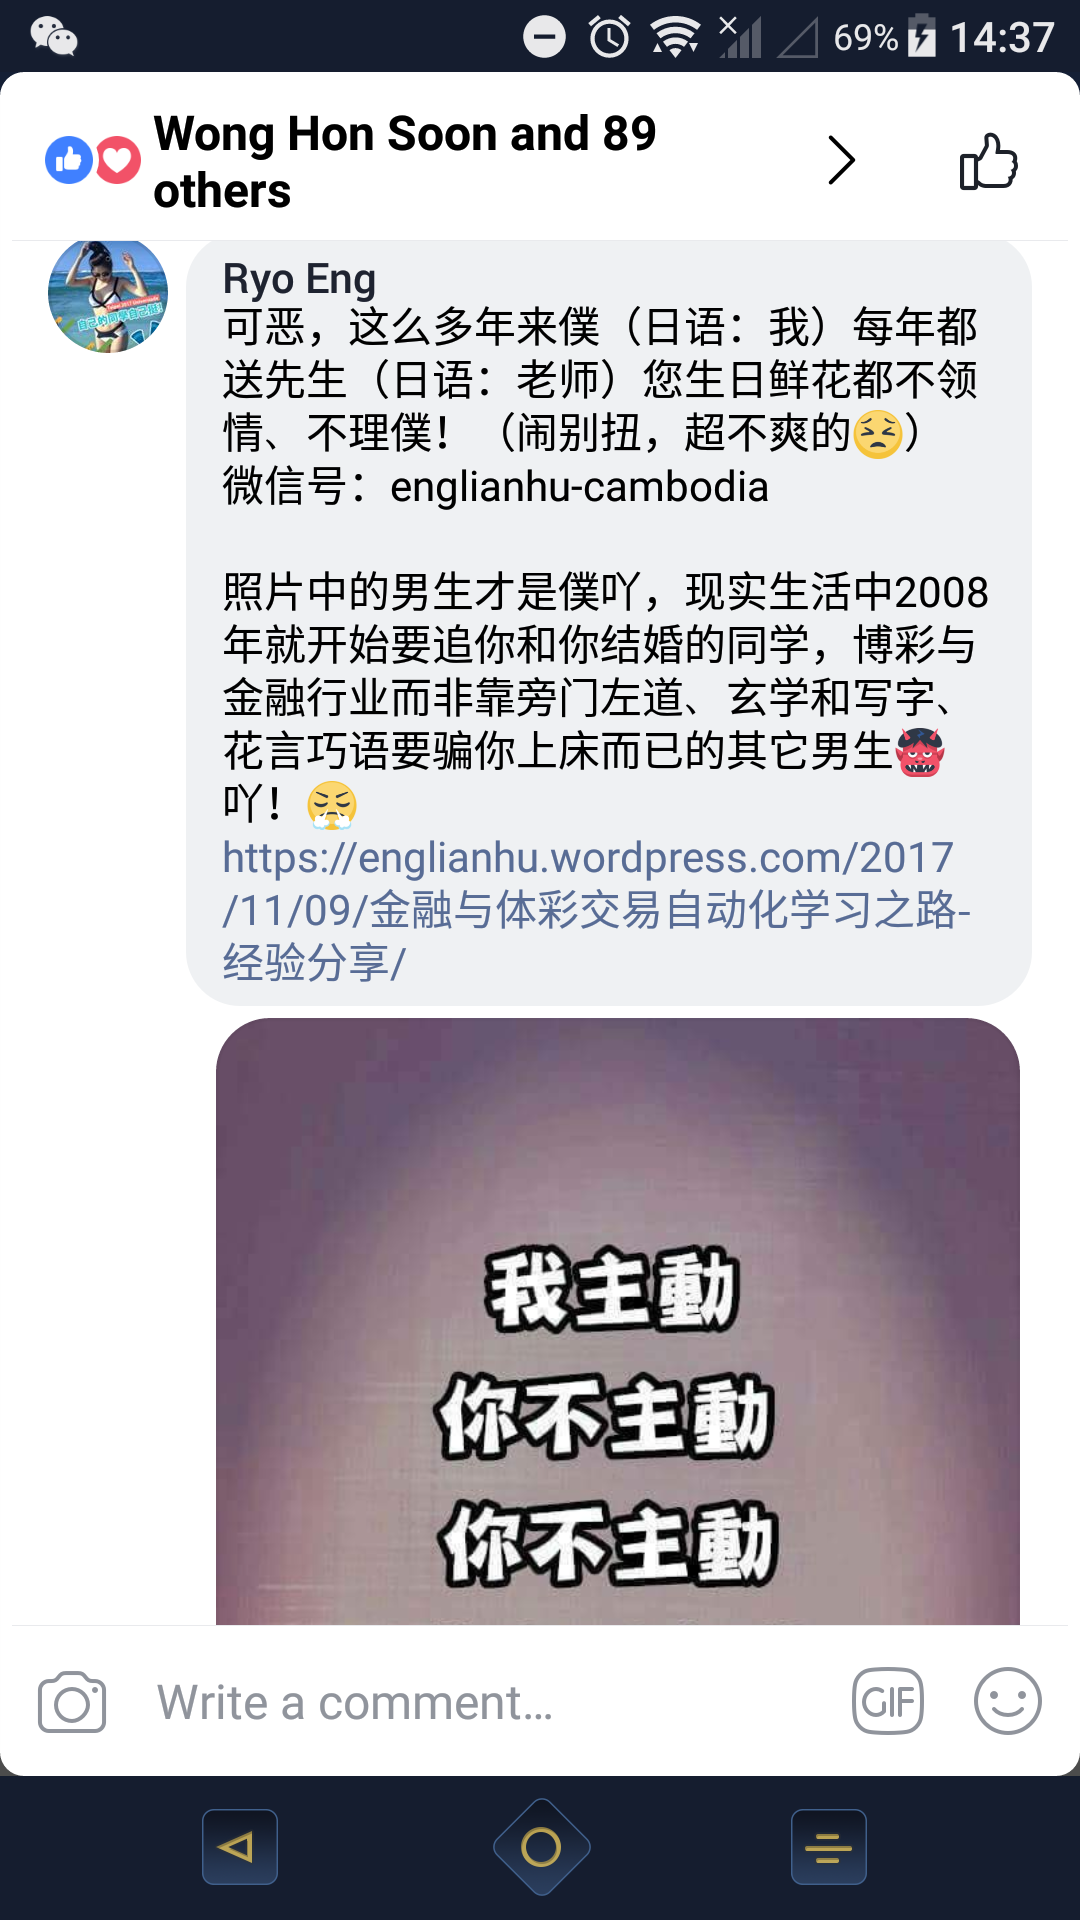 69% 14:37
Wong Hon Soon and 89
others
Ryo Eng
可恶，这么多年来僕（日语：我）每年都
送先生（日语：老师）您生日鲜花都不领
情、不理僕！（闹别扭，超不爽的😣）
微信号：englianhu-cambodia
照片中的男生才是僕吖，现实生活中2008
年就开始要追你和你结婚的同学，博彩与
金融行业而非靠旁门左道、玄学和写字、
花言巧语要骗你上床而已的其它男生👹
吖！😤
https://englianhu.wordpress.com/2017
/11/09/金融与体彩交易自动化学习之路-
经验分享/
我主動
你不主動
你不主動
Write a comment...
GIF